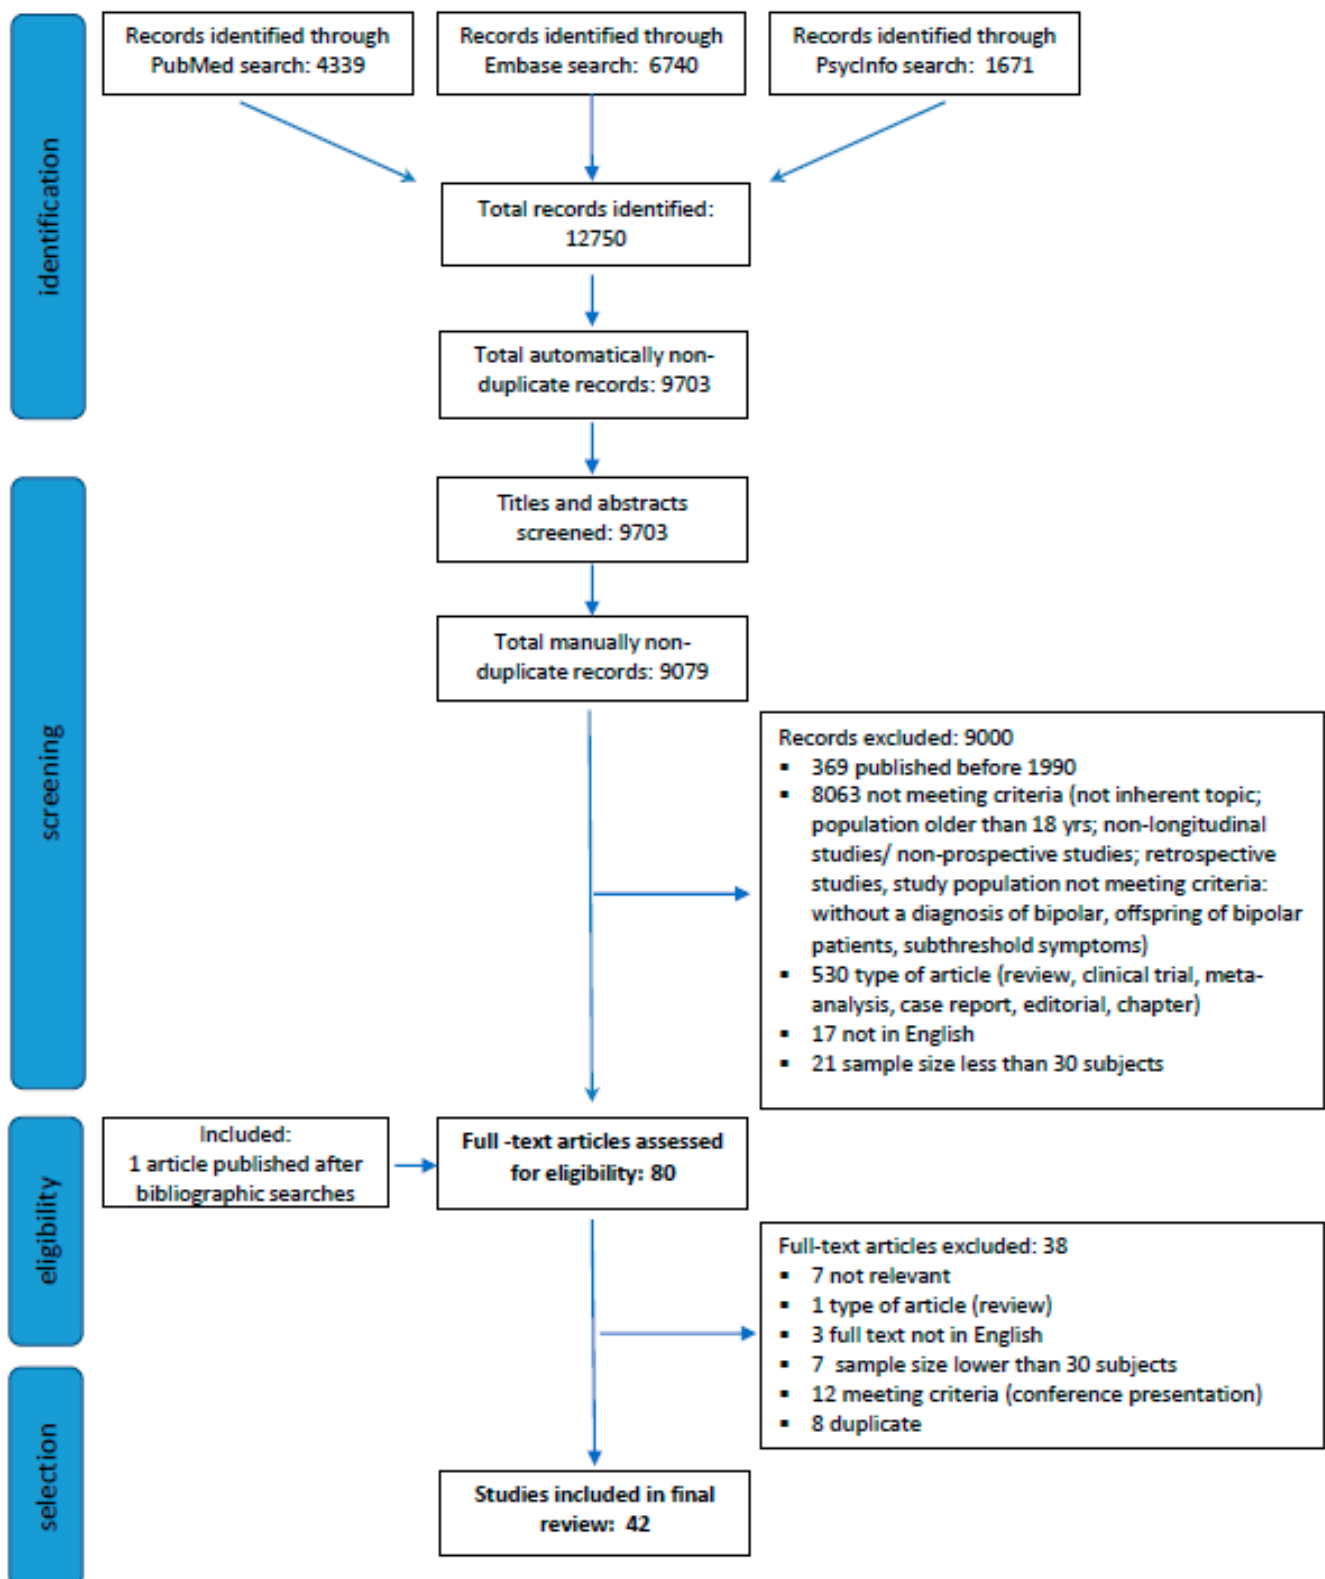 identification
Records identified through
PubMed search: 4339
Records identified through
Embase search: 6740
Records identified through
PsycInfo search: 1671
Total records identified:
12750
Total automatically non-
duplicate records: 9703
screening
Titles and abstracts
screened: 9703
Total manually non-
duplicate records: 9079
Records excluded: 9000
▪ 369 published before 1990
▪ 8063 not meeting criteria (not inherent topic;
population older than 18 yrs; non-longitudinal
studies/ non-prospective studies; retrospective
studies, study population not meeting criteria:
without a diagnosis of bipolar, offspring of bipolar
patients, subthreshold symptoms)
▪ 530 type of article (review, clinical trial, meta-
analysis, case report, editorial, chapter)
▪ 17 not in English
▪ 21 sample size less than 30 subjects
eligibility
Included:
1 article published after
bibliographic searches
Full -text articles assessed
for eligibility: 80
Full-text articles excluded: 38
▪ 7 not relevant
▪ 1 type of article (review)
▪ 3 full text not in English
▪ 7 sample size lower than 30 subjects
▪ 12 meeting criteria (conference presentation)
▪ 8 duplicate
selection
Studies included in final
review: 42